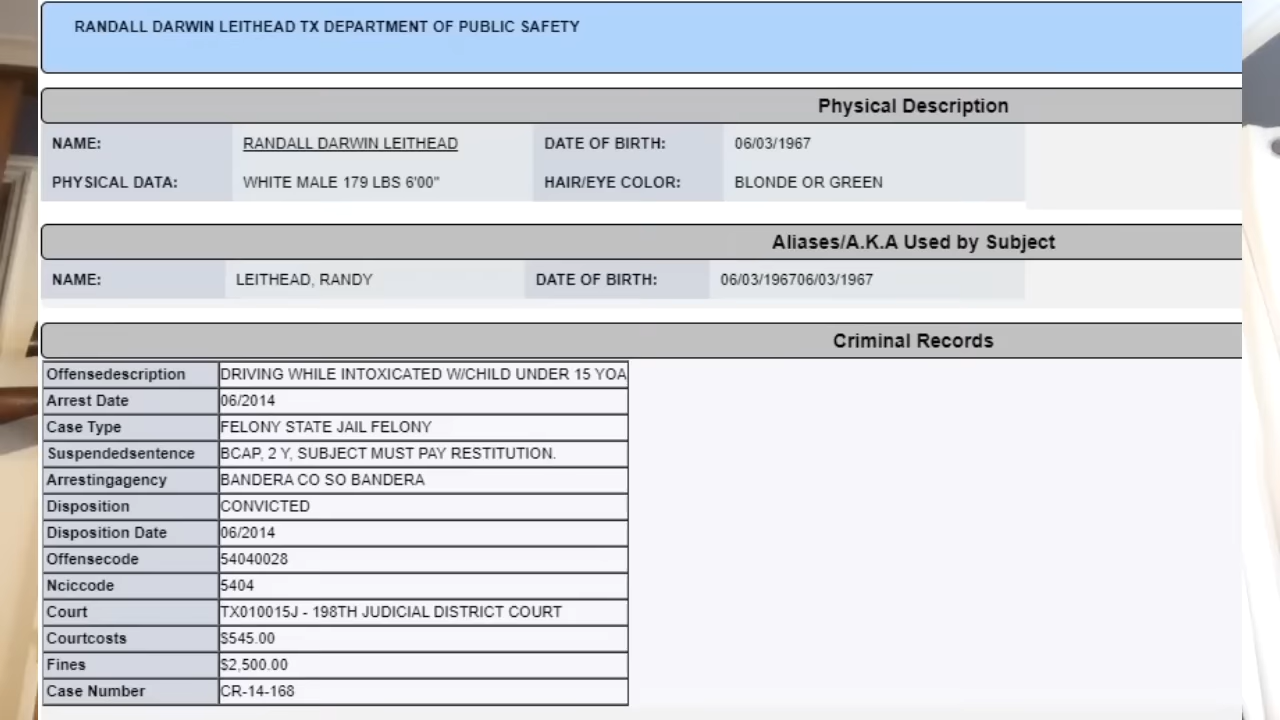 RANDALL DARWIN LEITHEAD TX DEPARTMENT OF PUBLIC SAFETY
Physical Description
NAME: RANDALL DARWIN LEITHEAD DATE OF BIRTH: 06/03/1967
PHYSICAL DATA: WHITE MALE 179 LBS 6'00" HAIR/EYE COLOR: BLONDE OR GREEN
Aliases/A.K.A Used by Subject
NAME: LEITHEAD, RANDY DATE OF BIRTH: 06/03/196706/03/1967
Criminal Records
Offensedescription DRIVING WHILE INTOXICATED W/CHILD UNDER 15 YOA
Arrest Date 06/2014
Case Type FELONY STATE JAIL FELONY
Suspendedsentence BCAP, 2 Y, SUBJECT MUST PAY RESTITUTION.
Arrestingagency BANDERA CO SO BANDERA
Disposition CONVICTED
Disposition Date 06/2014
Offensecode 54040028
Nciccode 5404
Court TX010015J - 198TH JUDICIAL DISTRICT COURT
Courtcosts $545.00
Fines $2,500.00
Case Number CR-14-168